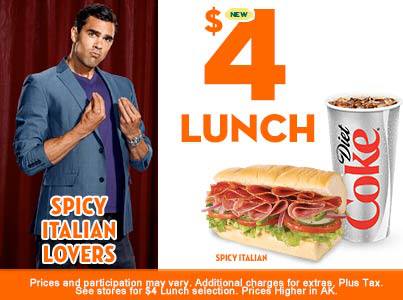 NEW
$4
LUNCH
Diet
Coke
SPICY
ITALIAN
LOVERS
SPICY ITALIAN
Prices and participation may vary. Additional charges for extras. Plus Tax.
See stores for $4 Lunch selection. Prices Higher in AK.